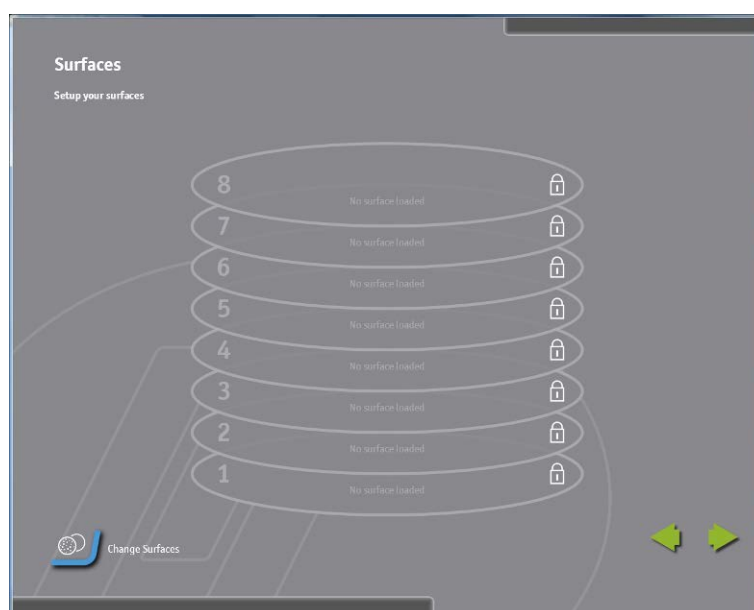 Surfaces
Setup your surfaces
8
No surface loaded
7
No surface loaded
6
No surface loaded
5
No surface loaded
4
No surface loaded
3
No surface loaded
2
No surface loaded
1
No surface loaded
Change Surfaces